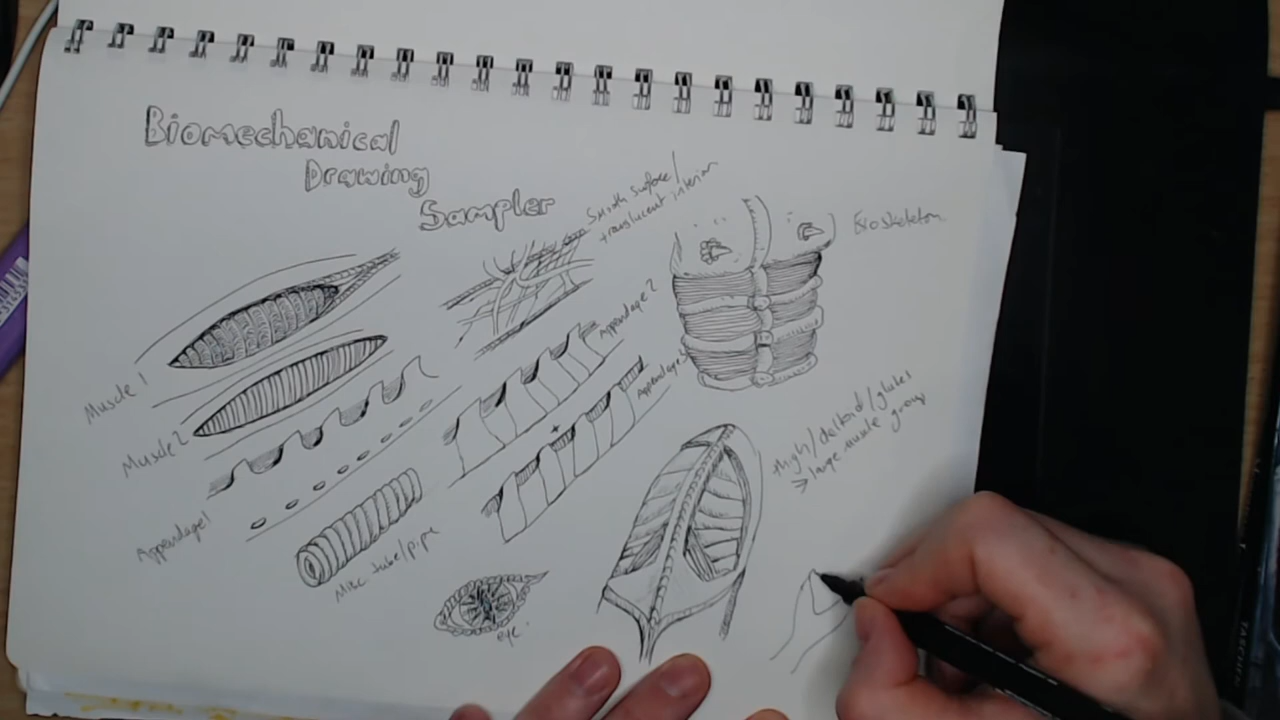 Biomechanical
Drawing
Sampler
Smooth surface/
translucent interior
Exoskeleton
Muscle 1
Muscle 2
Appendage 1
Misc tube/pipe
Appendage 2
Appendage 3
eye.
thigh/deltoid/glutes
⇒ large muscle group
TASCHEN